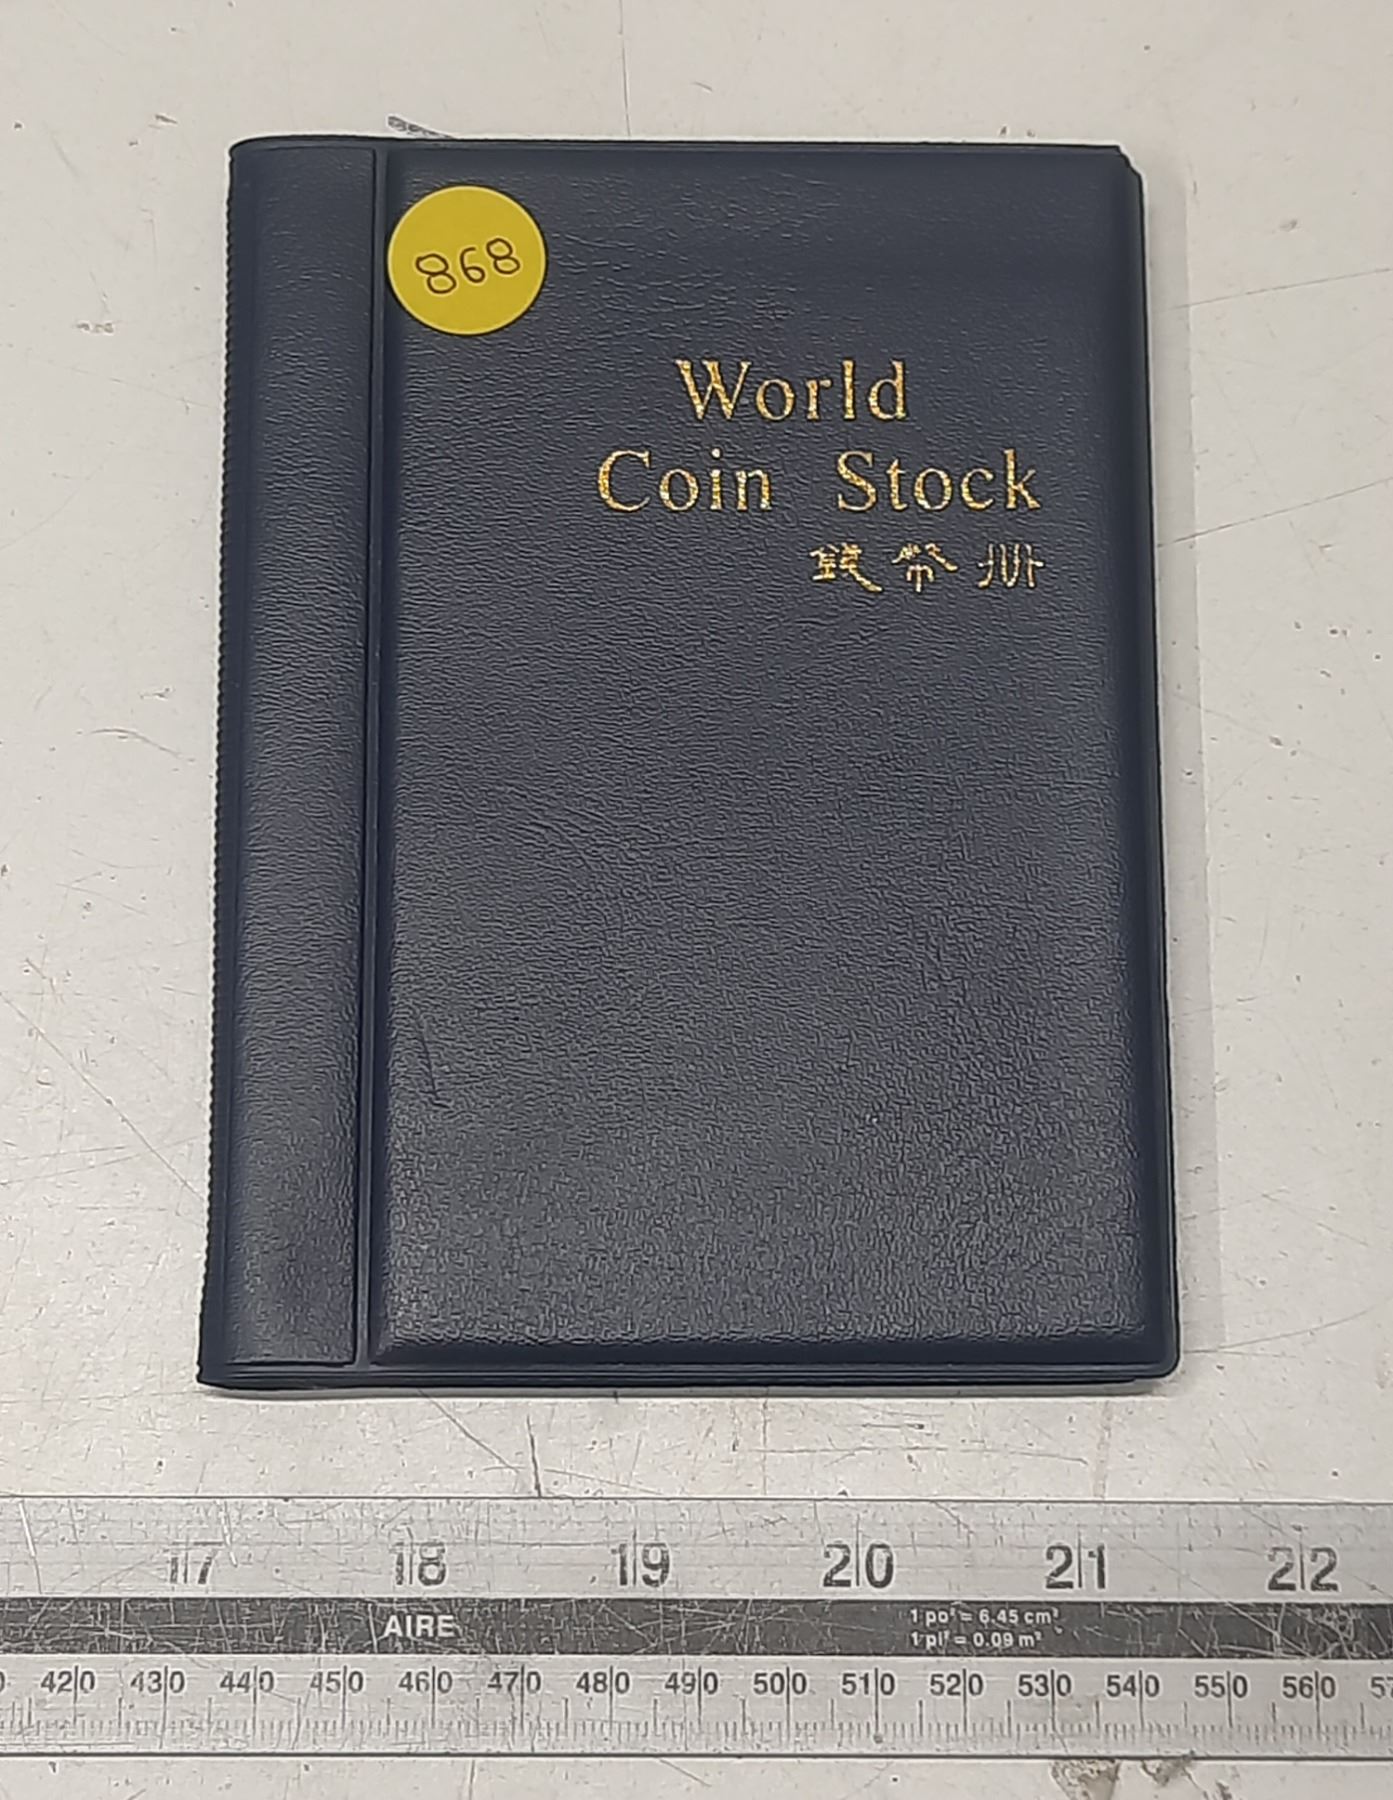 868
World
Coin Stock
錢幣册
17 18 19 20 21 22
AIRE
1 po² = 6.45 cm²
1 pi² = 0.09 m²
420 430 440 450 460 470 480 490 500 510 520 530 540 550 560